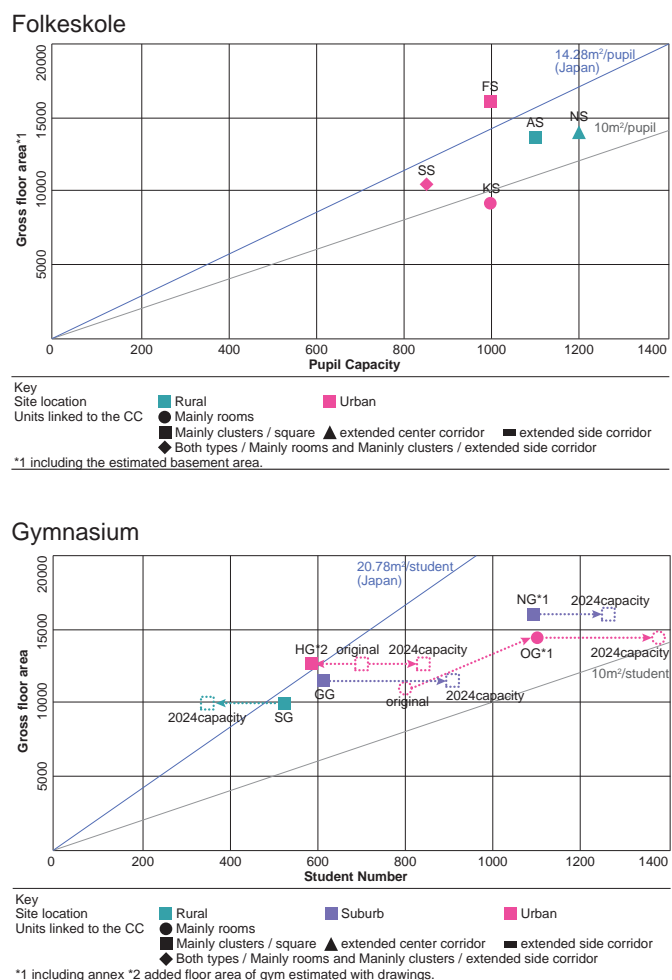 Folkeskole
20000
14.28m²/pupil
(Japan)
FS
15000
AS
NS
10m²/pupil
Gross floor area*1
SS
10000
KS
5000
0
200
400
600
800
1000
1200
1400
Pupil Capacity
Key
Site location Rural Urban
Units linked to the CC Mainly rooms
Mainly clusters / square extended center corridor extended side corridor
Both types / Mainly rooms and Maninly clusters / extended side corridor
*1 including the estimated basement area.
Gymnasium
20000
20.78m²/student
(Japan)
NG*1
2024capacity
15000
HG*2 original 2024capacity
OG*1
2024capacity
Gross floor area
GG
10m²/student
2024capacity
original
10000
2024capacity
SG
5000
0
200
400
600
800
1000
1200
1400
Student Number
Key
Site location Rural Suburb Urban
Units linked to the CC Mainly rooms
Mainly clusters / square extended center corridor extended side corridor
Both types / Mainly rooms and Maninly clusters / extended side corridor
*1 including annex *2 added floor area of gym estimated with drawings.